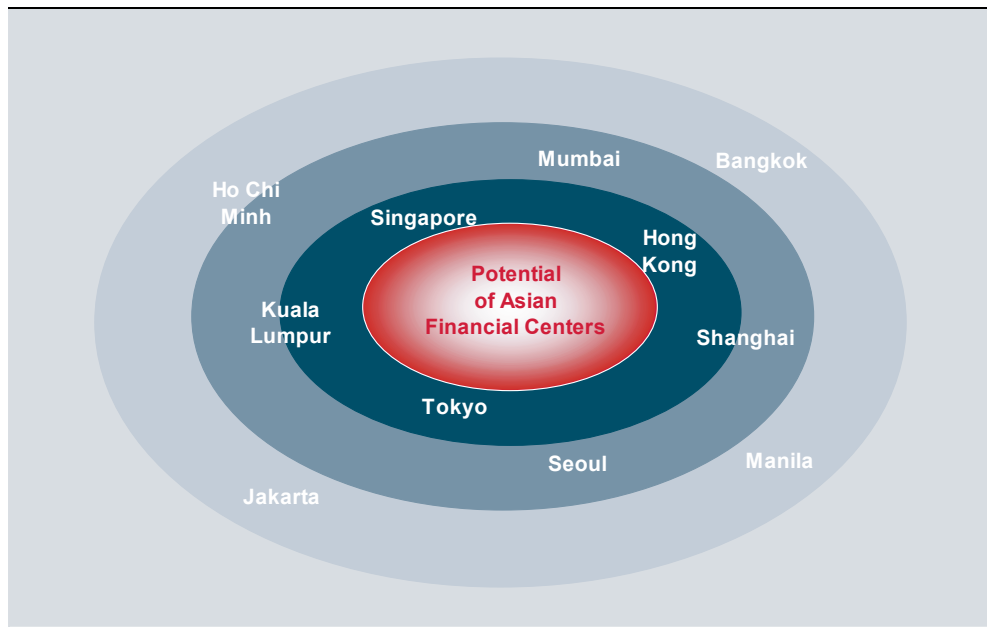 Mumbai
Bangkok
Ho Chi
Minh
Singapore
Hong
Kong
Potential
of Asian
Financial Centers
Kuala
Lumpur
Shanghai
Tokyo
Seoul
Manila
Jakarta